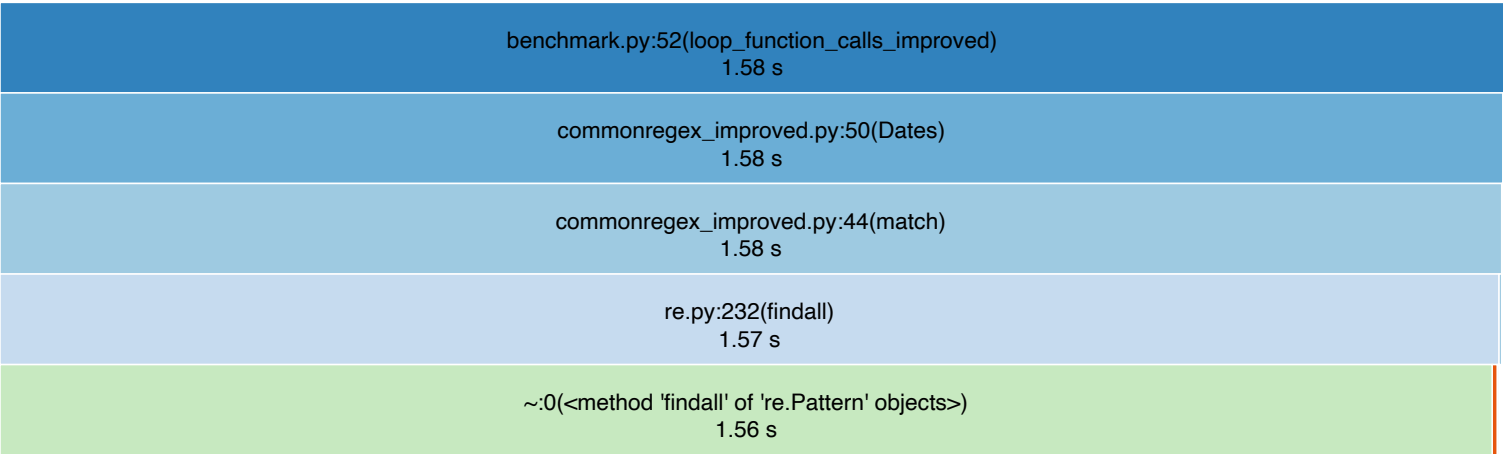 benchmark.py:52(loop_function_calls_improved)
1.58 s
commonregex_improved.py:50(Dates)
1.58 s
commonregex_improved.py:44(match)
1.58 s
re.py:232(findall)
1.57 s
~:0(<method 'findall' of 're.Pattern' objects>)
1.56 s